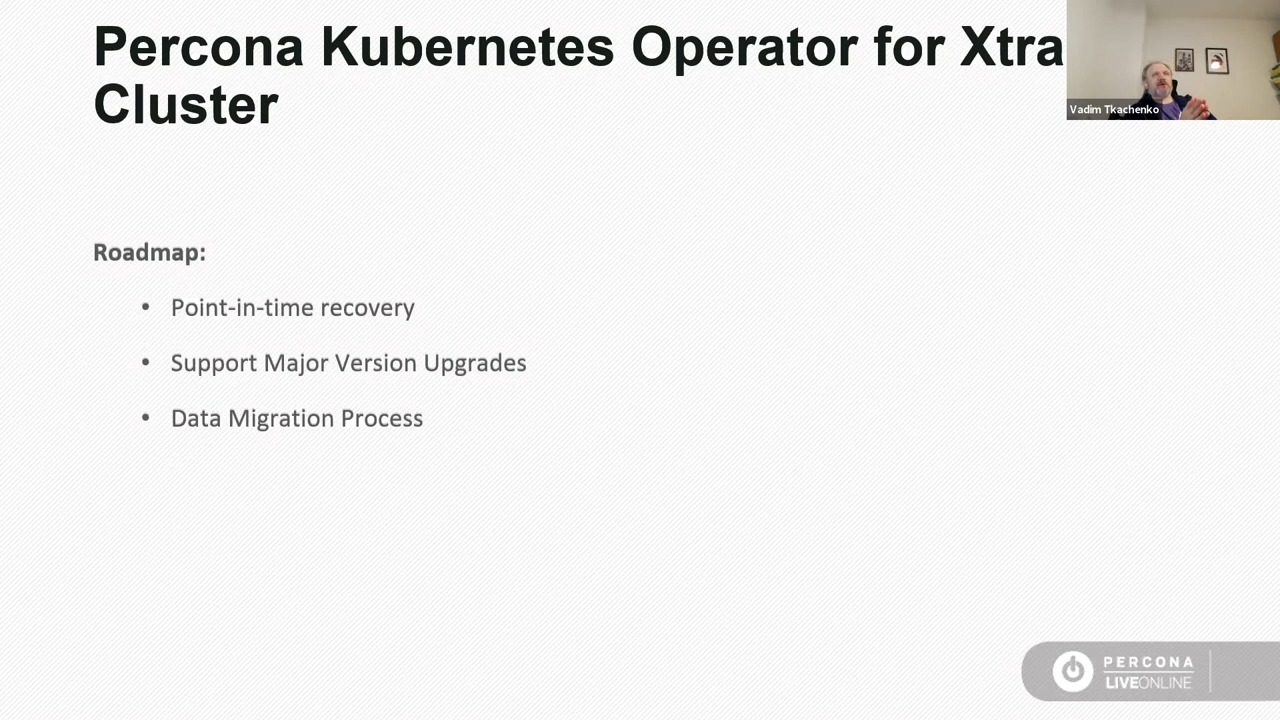 Percona Kubernetes Operator for Xtra
Cluster
Vadim Tkachenko
Roadmap:
• Point-in-time recovery
• Support Major Version Upgrades
• Data Migration Process
PERCONA
LIVEONLINE